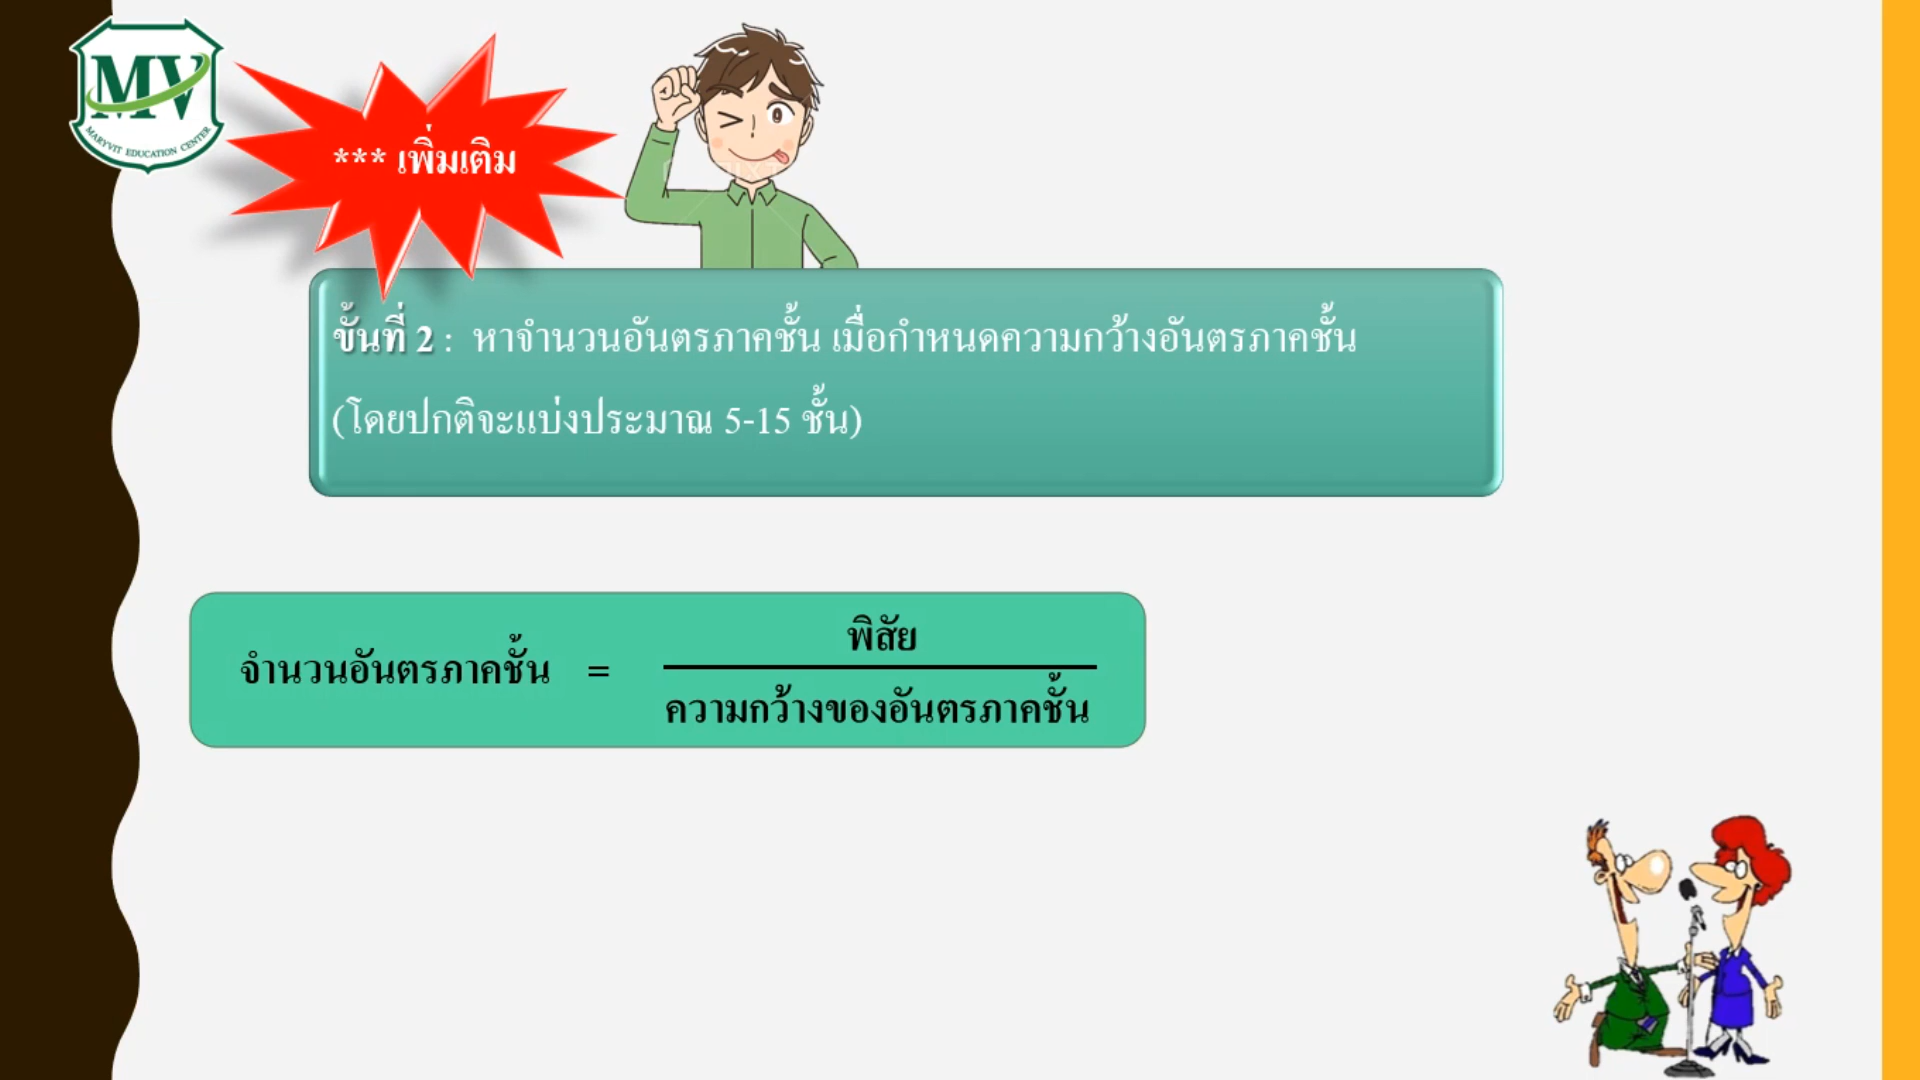 MV
MARYVIT EDUCATION CENTER
*** เพิ่มเติม
ขั้นที่ 2 : หาจำนวนอันตรภาคชั้น เมื่อกำหนดความกว้างอันตรภาคชั้น
(โดยปกติจะแบ่งประมาณ 5-15 ชั้น)
พิสัย
จำนวนอันตรภาคชั้น =
ความกว้างของอันตรภาคชั้น